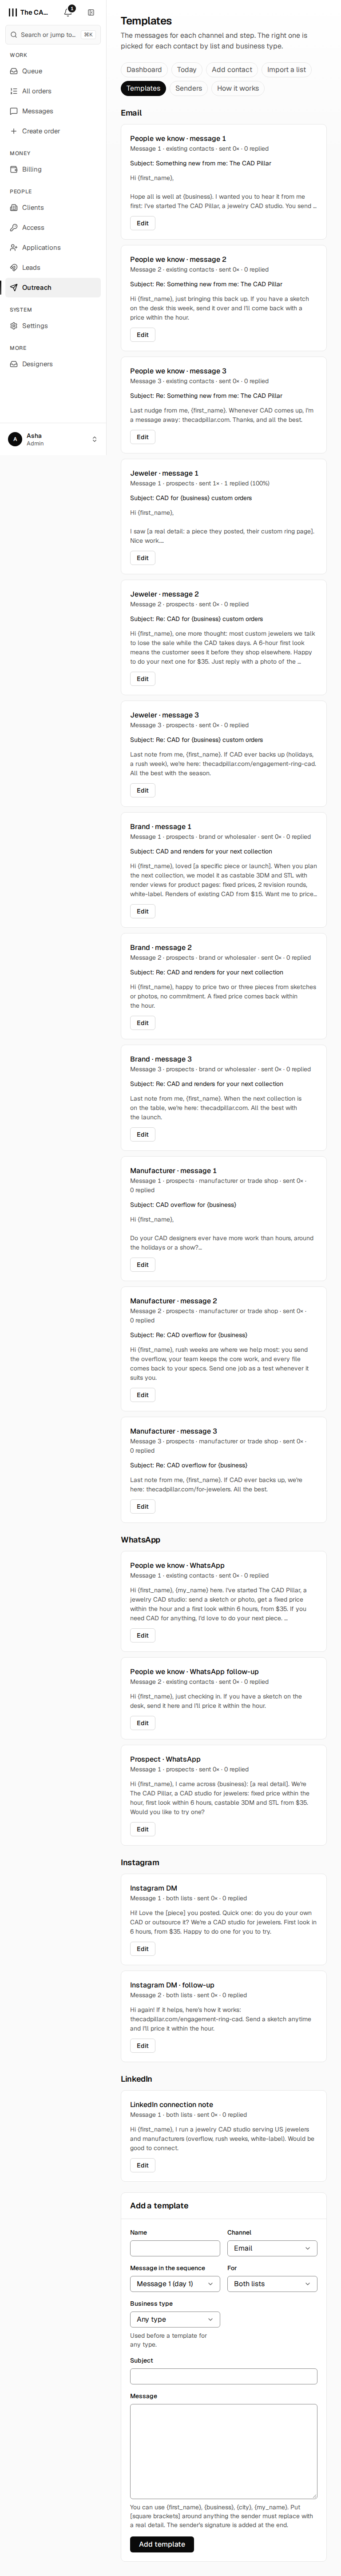 The CA...
1
Search or jump to... ⌘K
WORK
Queue
All orders
Messages
Create order
MONEY
Billing
PEOPLE
Clients
Access
Applications
Leads
Outreach
SYSTEM
Settings
MORE
Designers
A
Asha
Admin
Templates
The messages for each channel and step. The right one is
picked for each contact by list and business type.
Dashboard Today Add contact Import a list
Templates Senders How it works
Email
People we know · message 1
Message 1 · existing contacts · sent 0× · 0 replied
Subject: Something new from me: The CAD Pillar
Hi {first_name},
Hope all is well at {business}. I wanted you to hear it from me
first: I've started The CAD Pillar, a jewelry CAD studio. You send ...
Edit
People we know · message 2
Message 2 · existing contacts · sent 0× · 0 replied
Subject: Re: Something new from me: The CAD Pillar
Hi {first_name}, just bringing this back up. If you have a sketch
on the desk this week, send it over and I'll come back with a
price within the hour.
Edit
People we know · message 3
Message 3 · existing contacts · sent 0× · 0 replied
Subject: Re: Something new from me: The CAD Pillar
Last nudge from me, {first_name}. Whenever CAD comes up, I'm
a message away: thecadpillar.com. Thanks, and all the best.
Edit
Jeweler · message 1
Message 1 · prospects · sent 1× · 1 replied (100%)
Subject: CAD for {business} custom orders
Hi {first_name},
I saw [a real detail: a piece they posted, their custom ring page].
Nice work....
Edit
Jeweler · message 2
Message 2 · prospects · sent 0× · 0 replied
Subject: Re: CAD for {business} custom orders
Hi {first_name}, one more thought: most custom jewelers we talk
to lose the sale while the CAD takes days. A 6-hour first look
means the customer sees it before they shop elsewhere. Happy
to do your next one for $35. Just reply with a photo of the ...
Edit
Jeweler · message 3
Message 3 · prospects · sent 0× · 0 replied
Subject: Re: CAD for {business} custom orders
Last note from me, {first_name}. If CAD ever backs up (holidays,
a rush week), we're here: thecadpillar.com/engagement-ring-cad.
All the best with the season.
Edit
Brand · message 1
Message 1 · prospects · brand or wholesaler · sent 0× · 0 replied
Subject: CAD and renders for your next collection
Hi {first_name}, loved [a specific piece or launch]. When you plan
the next collection, we model it as castable 3DM and STL with
render views for product pages: fixed prices, 2 revision rounds,
white-label. Renders of existing CAD from $15. Want me to price...
Edit
Brand · message 2
Message 2 · prospects · brand or wholesaler · sent 0× · 0 replied
Subject: Re: CAD and renders for your next collection
Hi {first_name}, happy to price two or three pieces from sketches
or photos, no commitment. A fixed price comes back within
the hour.
Edit
Brand · message 3
Message 3 · prospects · brand or wholesaler · sent 0× · 0 replied
Subject: Re: CAD and renders for your next collection
Last note from me, {first_name}. When the next collection is
on the table, we're here: thecadpillar.com. All the best with
the launch.
Edit
Manufacturer · message 1
Message 1 · prospects · manufacturer or trade shop · sent 0× ·
0 replied
Subject: CAD overflow for {business}
Hi {first_name},
Do your CAD designers ever have more work than hours, around
the holidays or a show?...
Edit
Manufacturer · message 2
Message 2 · prospects · manufacturer or trade shop · sent 0× ·
0 replied
Subject: Re: CAD overflow for {business}
Hi {first_name}, rush weeks are where we help most: you send
the overflow, your team keeps the core work, and every file
comes back to your specs. Send one job as a test whenever it
suits you.
Edit
Manufacturer · message 3
Message 3 · prospects · manufacturer or trade shop · sent 0× ·
0 replied
Subject: Re: CAD overflow for {business}
Last note from me, {first_name}. If CAD ever backs up, we're
here: thecadpillar.com/for-jewelers. All the best.
Edit
WhatsApp
People we know · WhatsApp
Message 1 · existing contacts · sent 0× · 0 replied
Hi {first_name}, {my_name} here. I've started The CAD Pillar, a
jewelry CAD studio: send a sketch or photo, get a fixed price
within the hour and a first look within 6 hours, from $35. If you
need CAD for anything, I'd love to do your next piece. ...
Edit
People we know · WhatsApp follow-up
Message 2 · existing contacts · sent 0× · 0 replied
Hi {first_name}, just checking in. If you have a sketch on the
desk, send it here and I'll price it within the hour.
Edit
Prospect · WhatsApp
Message 1 · prospects · sent 0× · 0 replied
Hi {first_name}, I came across {business}: [a real detail]. We're
The CAD Pillar, a CAD studio for jewelers: fixed price within the
hour, first look within 6 hours, castable 3DM and STL from $35.
Would you like to try one?
Edit
Instagram
Instagram DM
Message 1 · both lists · sent 0× · 0 replied
Hi! Love the [piece] you posted. Quick one: do you do your own
CAD or outsource it? We're a CAD studio for jewelers. First look in
6 hours, from $35. Happy to do one for you to try.
Edit
Instagram DM · follow-up
Message 2 · both lists · sent 0× · 0 replied
Hi again! If it helps, here's how it works:
thecadpillar.com/engagement-ring-cad. Send a sketch anytime
and I'll price it within the hour.
Edit
LinkedIn
LinkedIn connection note
Message 1 · both lists · sent 0× · 0 replied
Hi {first_name}, I run a jewelry CAD studio serving US jewelers
and manufacturers (overflow, rush weeks, white-label). Would be
good to connect.
Edit
Add a template
Name Channel
Email
Message in the sequence For
Message 1 (day 1) Both lists
Business type
Any type
Used before a template for
any type.
Subject
Message
You can use {first_name}, {business}, {city}, {my_name}. Put
[square brackets] around anything the sender must replace with
a real detail. The sender's signature is added at the end.
Add template